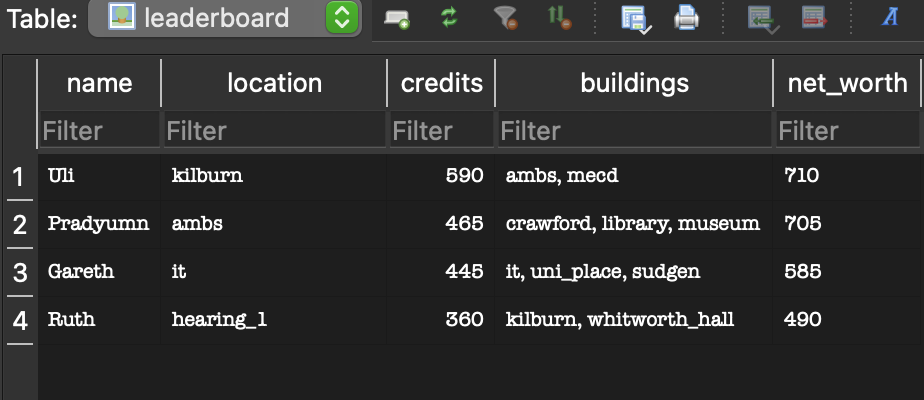 Table: leaderboard
name location credits buildings net_worth
Filter Filter Filter Filter Filter
1 Uli kilburn 590 ambs, mecd 710
2 Pradyumn ambs 465 crawford, library, museum 705
3 Gareth it 445 it, uni_place, sudgen 585
4 Ruth hearing_1 360 kilburn, whitworth_hall 490